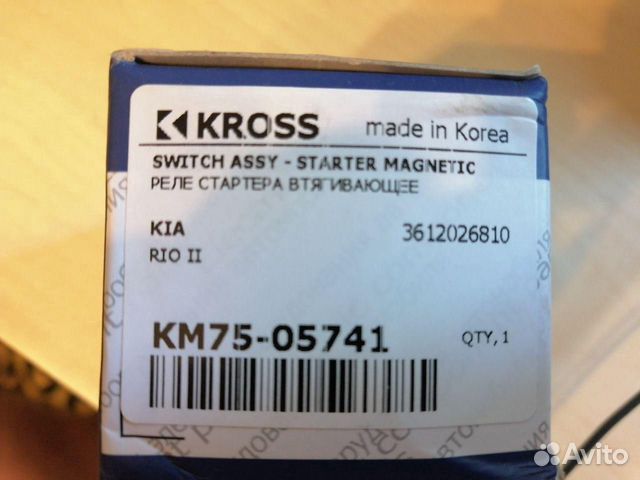 KROSS made in Korea
SWITCH ASSY - STARTER MAGNETIC
РЕЛЕ СТАРТЕРА ВТЯГИВАЮЩЕЕ
KIA 3612026810
RIO II
KM75-05741 QTY, 1
Avito